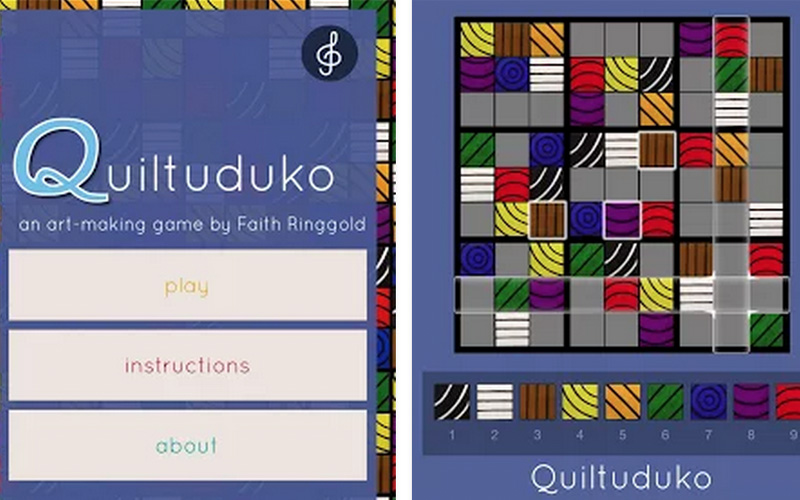 Quiltuduko
an art-making game by Faith Ringgold
play
instructions
about
1 2 3 4 5 6 7 8 9
Quiltuduko